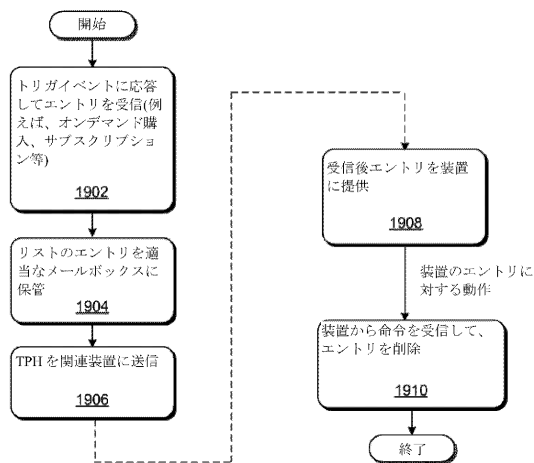 開始
トリガイベントに応答
してエントリを受信(例
えば、オンデマンド購
入、サブスクリプショ
ン等)
1902
リストのエントリを適
当なメールボックスに
保管
1904
TPHを関連装置に送信
1906
受信後エントリを装置
に提供
1908
装置のエントリに
対する動作
装置から命令を受信して、
エントリを削除
1910
終了